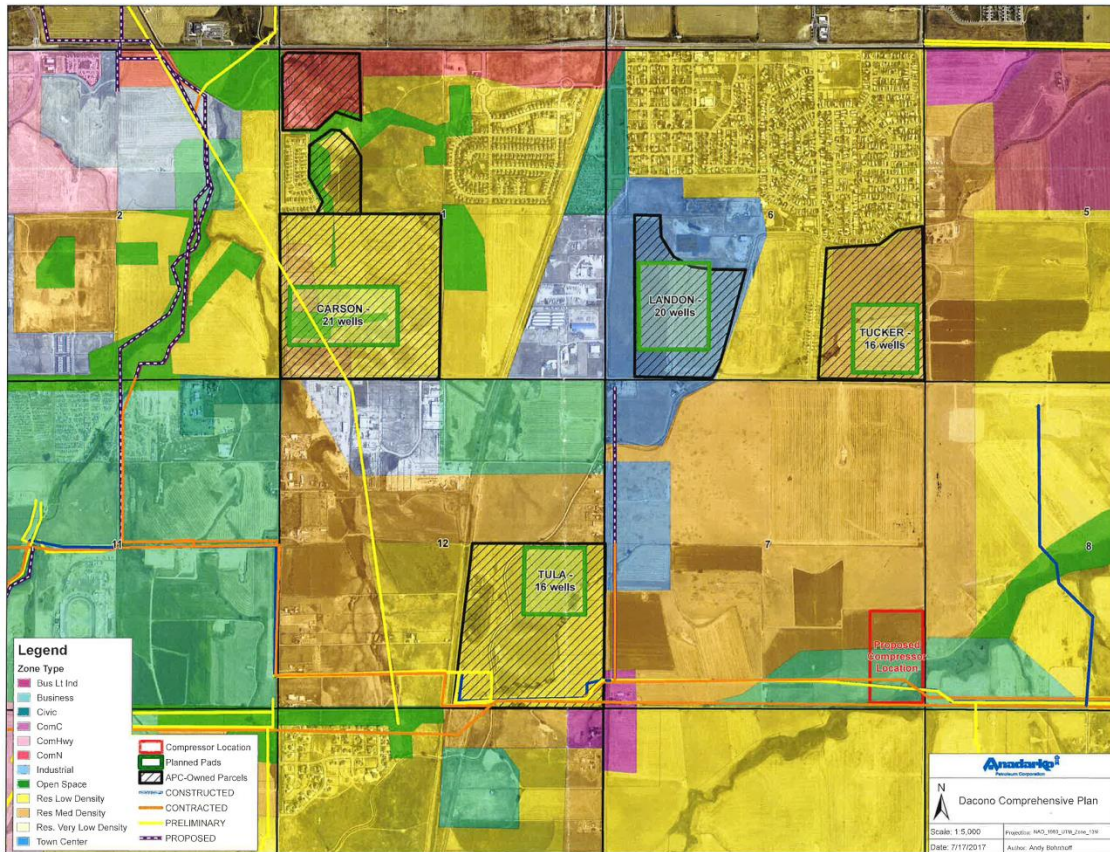 2
1
6
5
CARSON -
21 wells
LANDON -
20 wells
TUCKER -
16 wells
11
12
7
8
TULA -
16 wells
Proposed
Compressor
Location
Legend
Zone Type
Bus Lt Ind
Business
Civic
ComC
ComHwy
ComN
Industrial
Open Space
Res Low Density
Res Med Density
Res. Very Low Density
Town Center
Compressor Location
Planned Pads
APC-Owned Parcels
CONSTRUCTED
CONTRACTED
PRELIMINARY
PROPOSED
Anadarko
Petroleum Corporation
N
Dacono Comprehensive Plan
Scale: 1:5,000
Projection: NAD_1983_UTM_Zone_13N
Date: 7/17/2017
Author: Andy